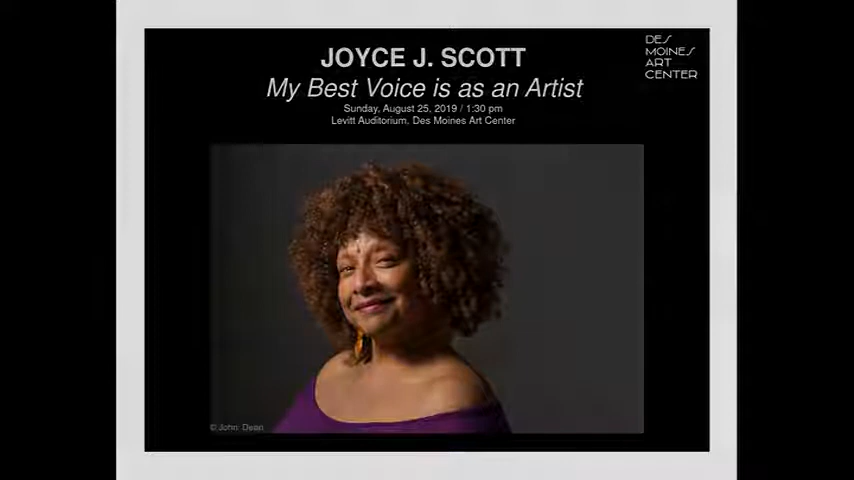 JOYCE J. SCOTT
My Best Voice is as an Artist
Sunday, August 25, 2019 / 1:30 pm
Levitt Auditorium, Des Moines Art Center
DES
MOINES
ART
CENTER
© John Dean